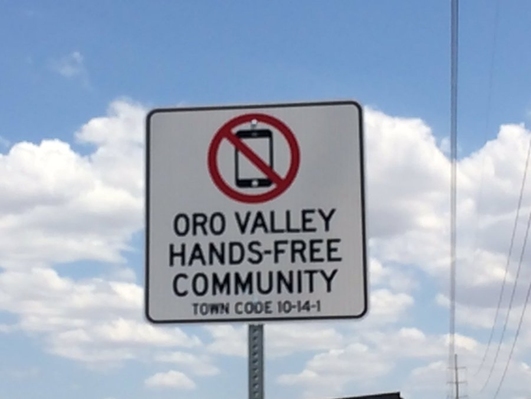 ORO VALLEY
HANDS-FREE
COMMUNITY
TOWN CODE 10-14-1